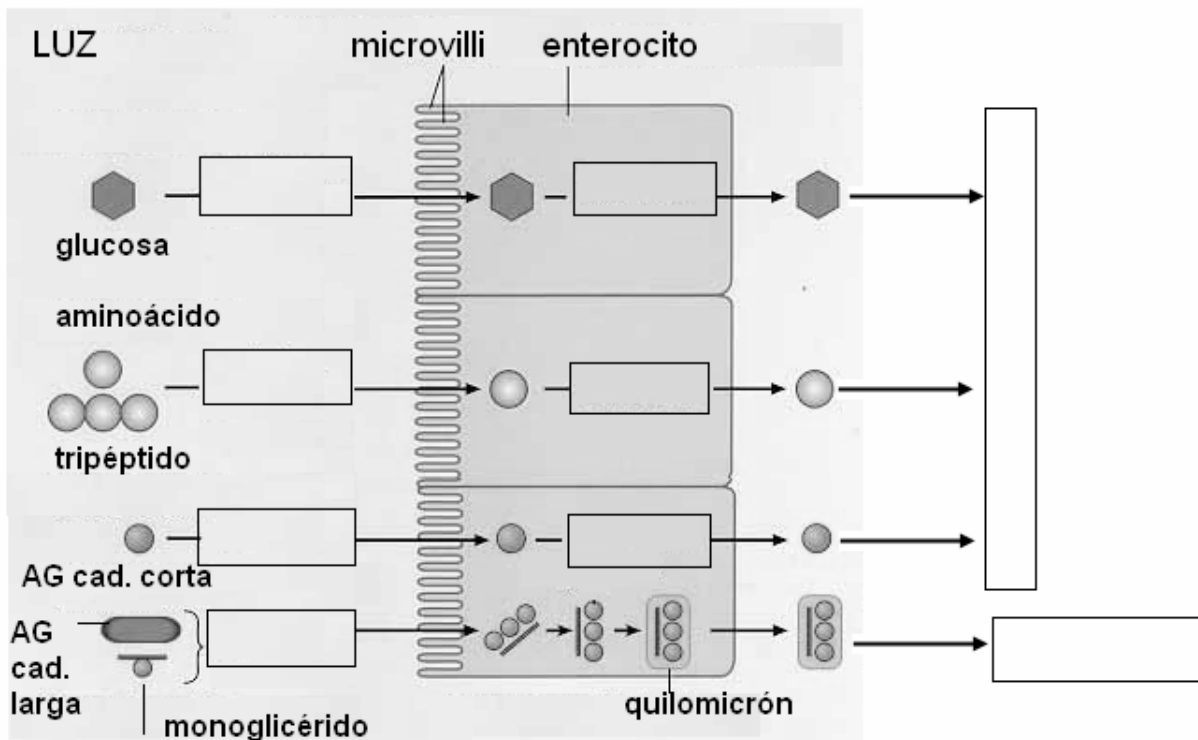 LUZ
microvilli
enterocito
glucosa
aminoácido
tripéptido
AG cad. corta
AG
cad.
larga
monoglicérido
quilomicrón